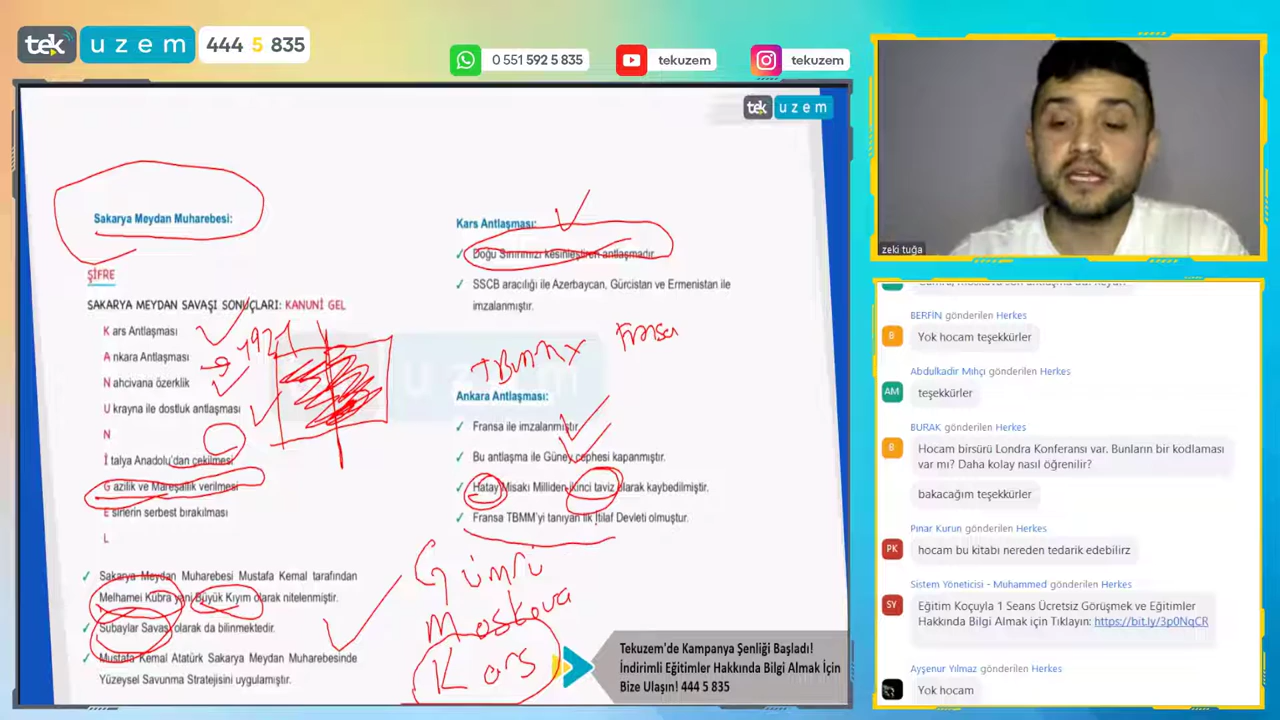 tek uzem 444 5 835
0 551 592 5 835
tekuzem
tekuzem
tek uzem
Sakarya Meydan Muharebesi:
ŞİFRE
SAKARYA MEYDAN SAVAŞI SONUÇLARI: KANUNİ GEL
K ars Antlaşması
A nkara Antlaşması
N ahcivana özerklik
U krayna ile dostluk antlaşması
N
İ talya Anadolu'dan çekilmesi
G azilik ve Mareşallik verilmesi
E sirlerin serbest bırakılması
L
1921
✓ Sakarya Meydan Muharebesi Mustafa Kemal tarafından
Melhamei Kübra yani Büyük Kıyım olarak nitelenmiştir.
✓ Subaylar Savaşı olarak da bilinmektedir.
✓ Mustafa Kemal Atatürk Sakarya Meydan Muharebesinde
Yüzeysel Savunma Stratejisini uygulamıştır.
Kars Antlaşması:
✓ Doğu Sınırımızı kesinleştiren antlaşmadır.
✓ SSCB aracılığı ile Azerbaycan, Gürcistan ve Ermenistan ile
imzalanmıştır.
TBMM x Fransa
uzem
Ankara Antlaşması:
✓ Fransa ile imzalanmıştır.
✓ Bu antlaşma ile Güney cephesi kapanmıştır.
✓ Hatay Misakı Milliden ikinci taviz olarak kaybedilmiştir.
✓ Fransa TBMM'yi tanıyan ilk İtilaf Devleti olmuştur.
Gümrü
Moskova
Kars
Tekuzem'de Kampanya Şenliği Başladı!
İndirimli Eğitimler Hakkında Bilgi Almak İçin
Bize Ulaşın! 444 5 835
zeki tuğa
BERFİN gönderilen Herkes
B
Yok hocam teşekkürler
Abdulkadir Mıhçı gönderilen Herkes
AM
teşekkürler
BURAK gönderilen Herkes
B
Hocam birsürü Londra Konferansı var. Bunların bir kodlaması
var mı? Daha kolay nasıl öğrenilir?
bakacağım teşekkürler
Pınar Kurun gönderilen Herkes
PK
hocam bu kitabı nereden tedarik edebilirz
Sistem Yöneticisi - Muhammed gönderilen Herkes
SY
Eğitim Koçuyla 1 Seans Ücretsiz Görüşmek ve Eğitimler
Hakkında Bilgi Almak için Tıklayın: https://bit.ly/3p0NqCR
Ayşenur Yılmaz gönderilen Herkes
Yok hocam